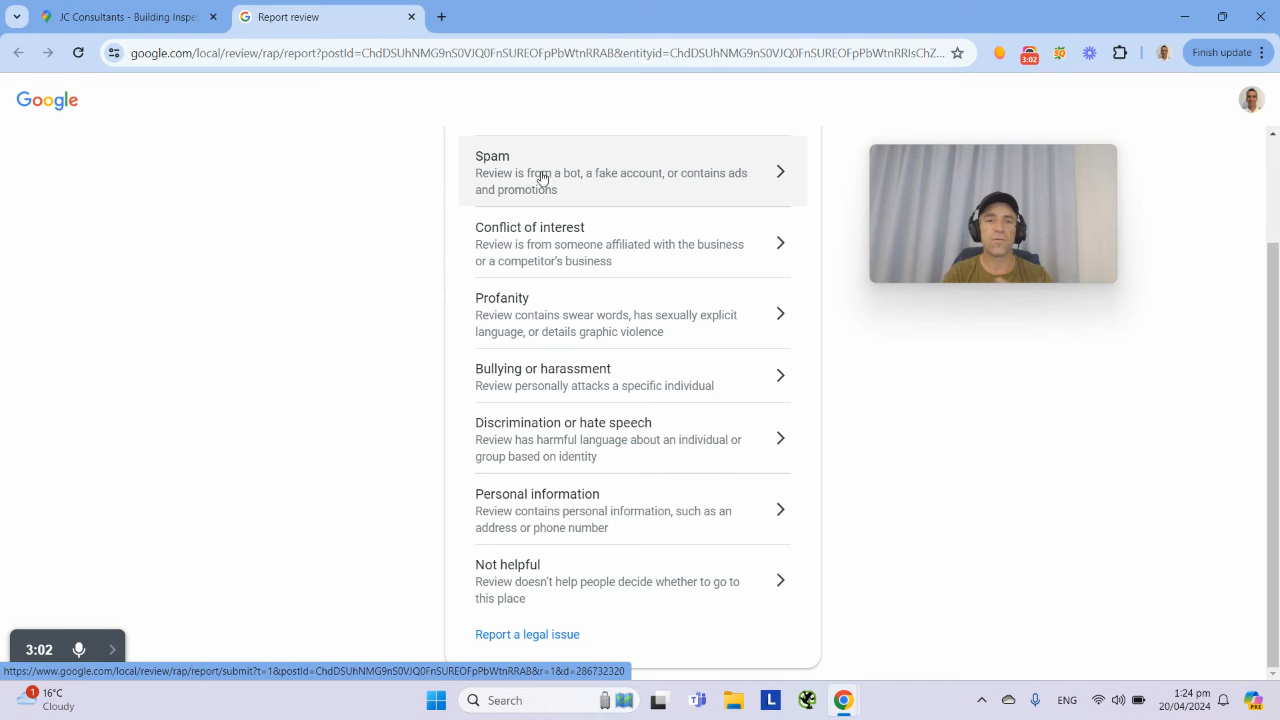 JC Consultants - Building Inspe
Report review
google.com/local/review/rap/report?postId=ChdDSUhNMG9nS0VJQ0FnSUREOFpPbWtnRRAB&entityid=ChdDSUhNMG9nS0VJQ0FnSUREOFpPbWtnRRIsChZ...
3:02
Finish update
Google
Spam
Review is from a bot, a fake account, or contains ads
and promotions
Conflict of interest
Review is from someone affiliated with the business
or a competitor's business
Profanity
Review contains swear words, has sexually explicit
language, or details graphic violence
Bullying or harassment
Review personally attacks a specific individual
Discrimination or hate speech
Review has harmful language about an individual or
group based on identity
Personal information
Review contains personal information, such as an
address or phone number
Not helpful
Review doesn't help people decide whether to go to
this place
Report a legal issue
3:02
https://www.google.com/local/review/rap/report/submit?t=1&postId=ChdDSUhNMG9nS0VJQ0FnSUREOFpPbWtnRRAB&r=1&d=286732320
1
16°C
Cloudy
Search
L
ENG
1:24 pm
20/04/2024
PRE